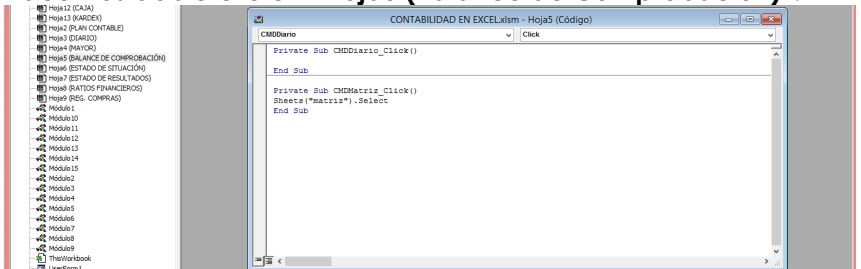 Hoja12 (CAJA)
Hoja13 (KARDEX)
Hoja2 (PLAN CONTABLE)
Hoja3 (DIARIO)
Hoja4 (MAYOR)
Hoja5 (BALANCE DE COMPROBACIÓN)
Hoja6 (ESTADO DE SITUACIÓN)
Hoja7 (ESTADO DE RESULTADOS)
Hoja8 (RATIOS FINANCIEROS)
Hoja9 (REG. COMPRAS)
Módulo1
Módulo10
Módulo11
Módulo12
Módulo13
Módulo14
Módulo15
Módulo2
Módulo3
Módulo4
Módulo5
Módulo6
Módulo7
Módulo8
Módulo9
ThisWorkbook
UserForm1
CONTABILIDAD EN EXCEL.xlsm - Hoja5 (Código)
CMDDiario
Click
Private Sub CMDDiario_Click()
End Sub
Private Sub CMDMatriz_Click()
Sheets("matriz").Select
End Sub